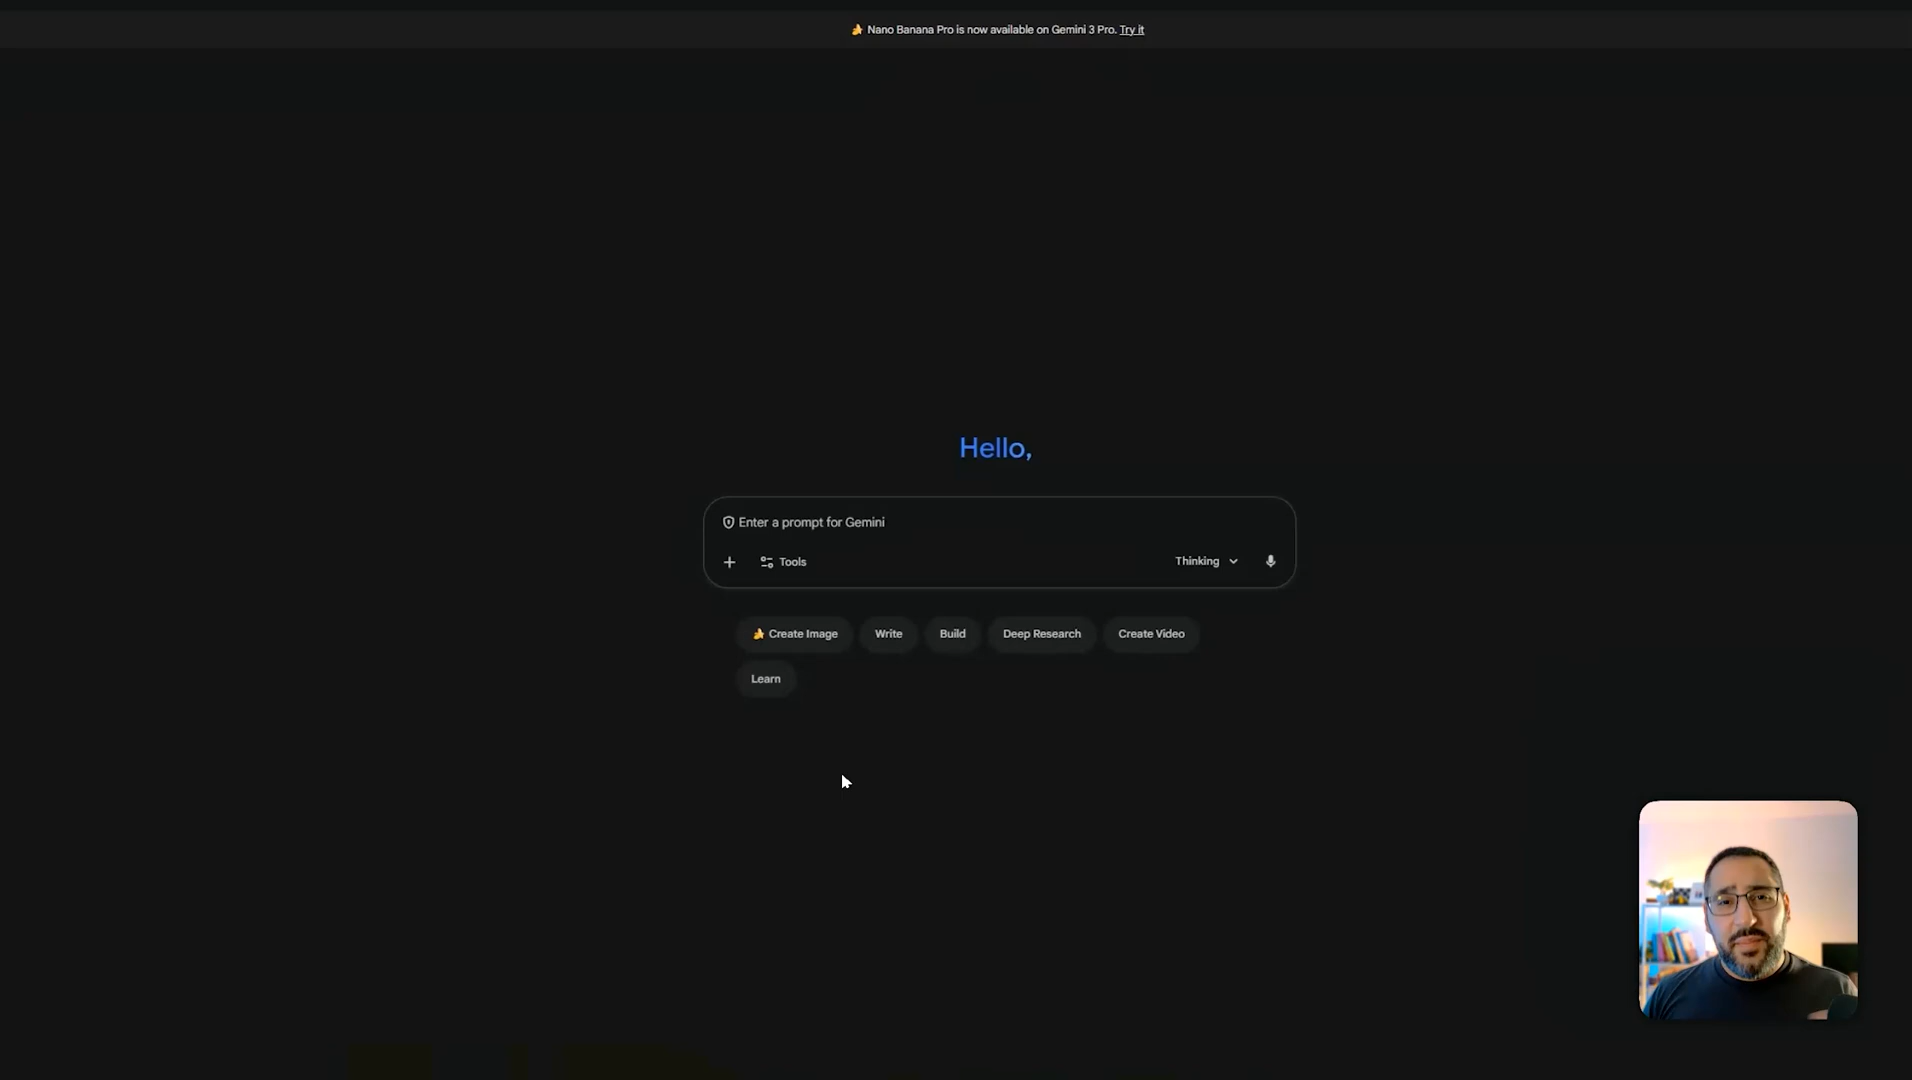 🍌 Nano Banana Pro is now available on Gemini 3 Pro. Try it
Hello,
Enter a prompt for Gemini
Tools
Thinking
🍌 Create Image
Write
Build
Deep Research
Create Video
Learn